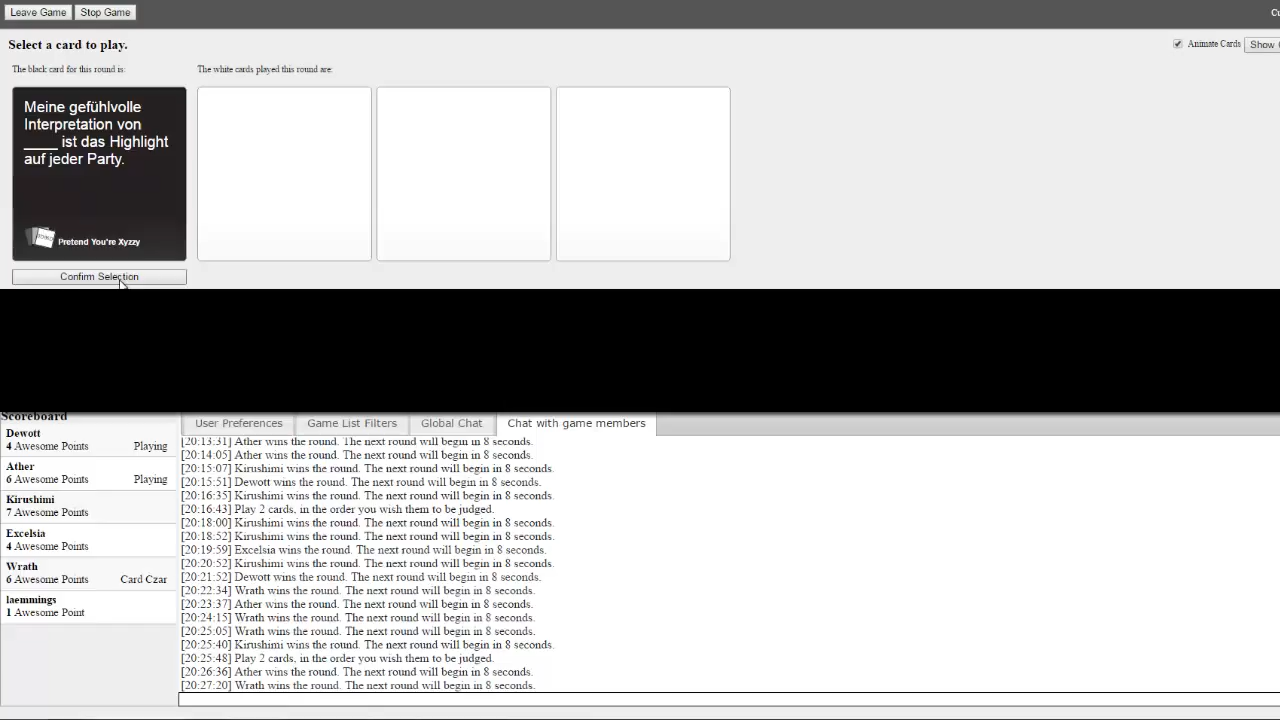 Leave Game Stop Game
Select a card to play.
Animate Cards Show
The black card for this round is:
The white cards played this round are:
Meine gefühlvolle
Interpretation von
____ ist das Highlight
auf jeder Party.
Pretend You're Xyzzy
Confirm Selection
Scoreboard
Dewott
4 Awesome Points Playing
Ather
6 Awesome Points Playing
Kirushimi
7 Awesome Points
Excelsia
4 Awesome Points
Wrath
6 Awesome Points Card Czar
laemmings
1 Awesome Point
User Preferences Game List Filters Global Chat Chat with game members
[20:13:31] Ather wins the round. The next round will begin in 8 seconds.
[20:14:05] Ather wins the round. The next round will begin in 8 seconds.
[20:15:07] Kirushimi wins the round. The next round will begin in 8 seconds.
[20:15:51] Dewott wins the round. The next round will begin in 8 seconds.
[20:16:35] Kirushimi wins the round. The next round will begin in 8 seconds.
[20:16:43] Play 2 cards, in the order you wish them to be judged.
[20:18:00] Kirushimi wins the round. The next round will begin in 8 seconds.
[20:18:52] Kirushimi wins the round. The next round will begin in 8 seconds.
[20:19:59] Excelsia wins the round. The next round will begin in 8 seconds.
[20:20:52] Kirushimi wins the round. The next round will begin in 8 seconds.
[20:21:52] Dewott wins the round. The next round will begin in 8 seconds.
[20:22:34] Wrath wins the round. The next round will begin in 8 seconds.
[20:23:37] Ather wins the round. The next round will begin in 8 seconds.
[20:24:15] Wrath wins the round. The next round will begin in 8 seconds.
[20:25:05] Wrath wins the round. The next round will begin in 8 seconds.
[20:25:40] Kirushimi wins the round. The next round will begin in 8 seconds.
[20:25:48] Play 2 cards, in the order you wish them to be judged.
[20:26:36] Ather wins the round. The next round will begin in 8 seconds.
[20:27:20] Wrath wins the round. The next round will begin in 8 seconds.